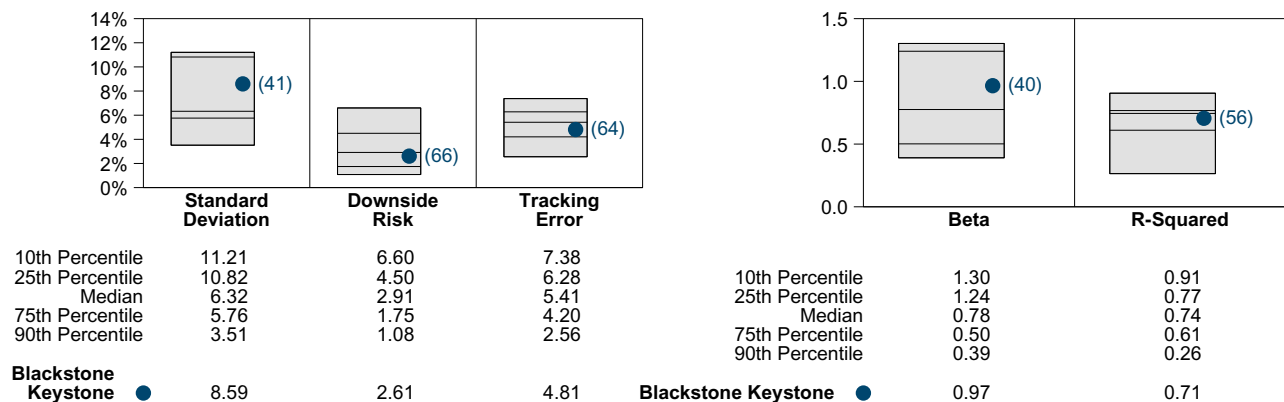 14%
12%
10%
8%
6%
4%
2%
0%
(41)
(66)
(64)
Standard Deviation
Downside Risk
Tracking Error
10th Percentile 11.21 6.60 7.38
25th Percentile 10.82 4.50 6.28
Median 6.32 2.91 5.41
75th Percentile 5.76 1.75 4.20
90th Percentile 3.51 1.08 2.56
Blackstone
Keystone 8.59 2.61 4.81
1.5
1.0
0.5
0.0
(40)
(56)
Beta
R-Squared
10th Percentile 1.30 0.91
25th Percentile 1.24 0.77
Median 0.78 0.74
75th Percentile 0.50 0.61
90th Percentile 0.39 0.26
Blackstone Keystone 0.97 0.71